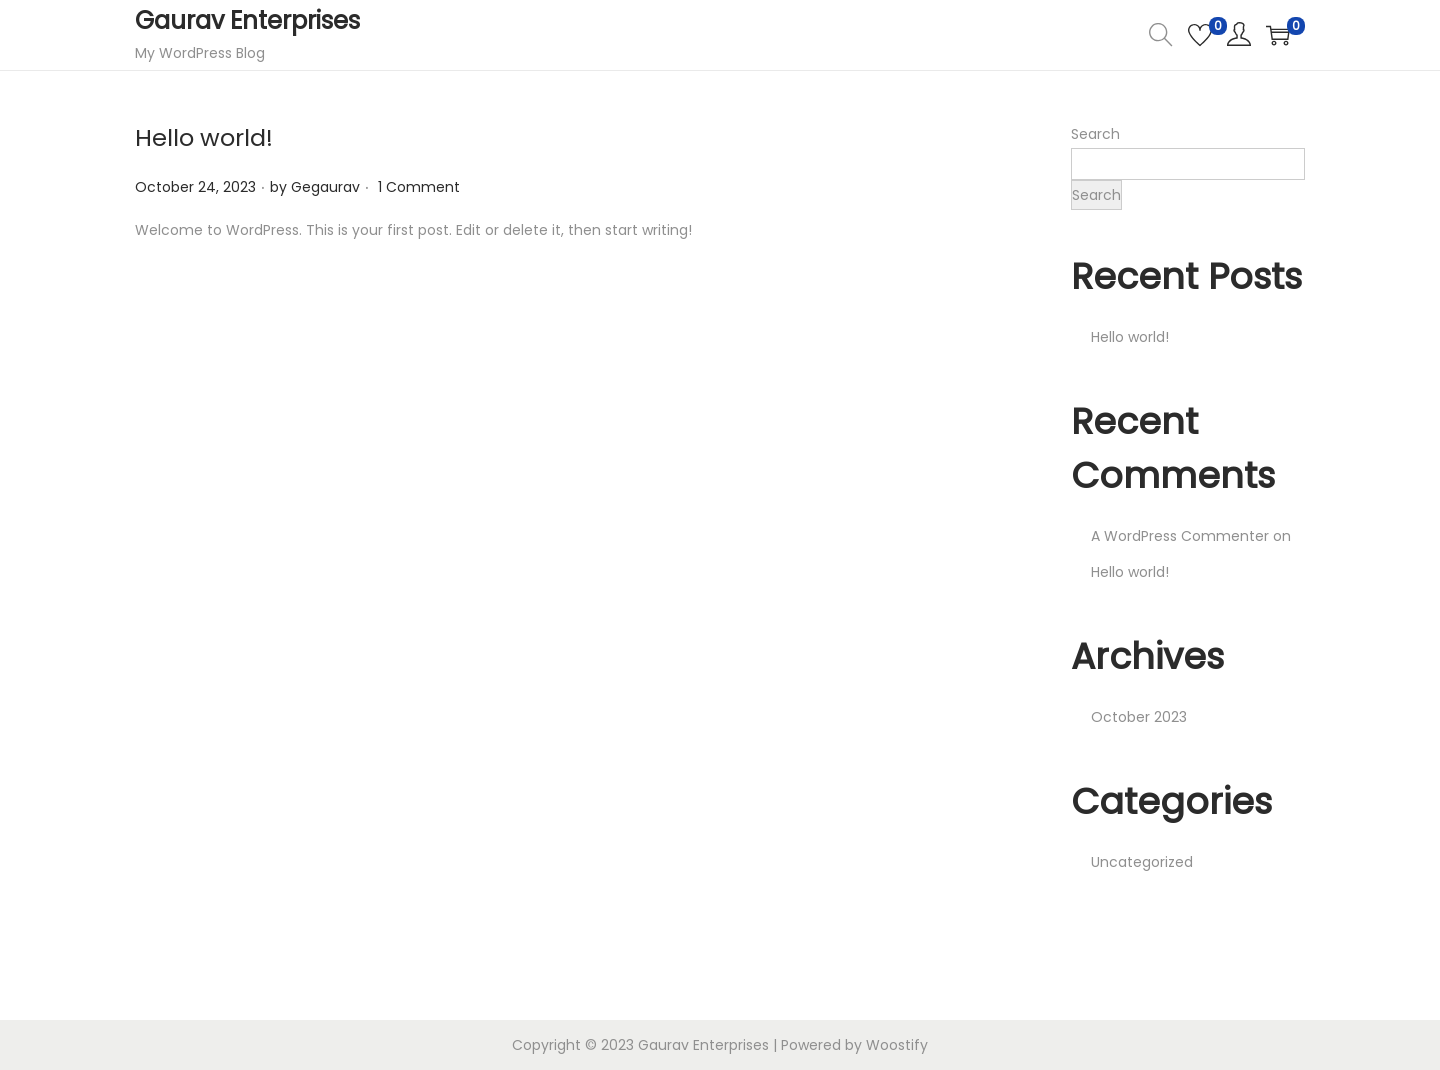 Gaurav Enterprises
My WordPress Blog
0
0
Hello world!
October 24, 2023 · by Gegaurav · 1 Comment
Welcome to WordPress. This is your first post. Edit or delete it, then start writing!
Search
Search
Recent Posts
Hello world!
Recent
Comments
A WordPress Commenter on
Hello world!
Archives
October 2023
Categories
Uncategorized
Copyright © 2023 Gaurav Enterprises | Powered by Woostify